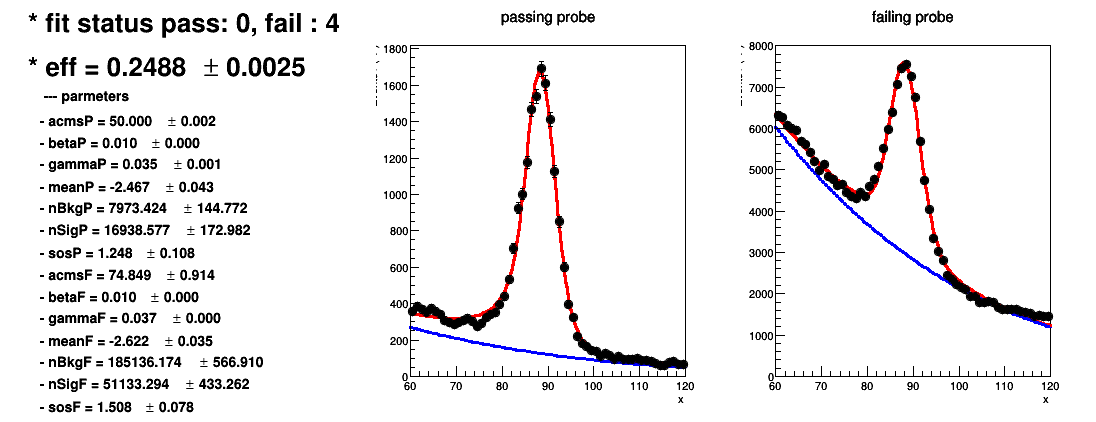 * fit status pass: 0, fail : 4
* eff = 0.2488 ± 0.0025
--- parmeters
- acmsP = 50.000 ± 0.002
- betaP = 0.010 ± 0.000
- gammaP = 0.035 ± 0.001
- meanP = -2.467 ± 0.043
- nBkgP = 7973.424 ± 144.772
- nSigP = 16938.577 ± 172.982
- sosP = 1.248 ± 0.108
- acmsF = 74.849 ± 0.914
- betaF = 0.010 ± 0.000
- gammaF = 0.037 ± 0.000
- meanF = -2.622 ± 0.035
- nBkgF = 185136.174 ± 566.910
- nSigF = 51133.294 ± 433.262
- sosF = 1.508 ± 0.078
passing probe
1800
1600
1400
1200
1000
800
600
400
200
0
60 70 80 90 100 110 120
x
failing probe
8000
7000
6000
5000
4000
3000
2000
1000
0
60 70 80 90 100 110 120
x